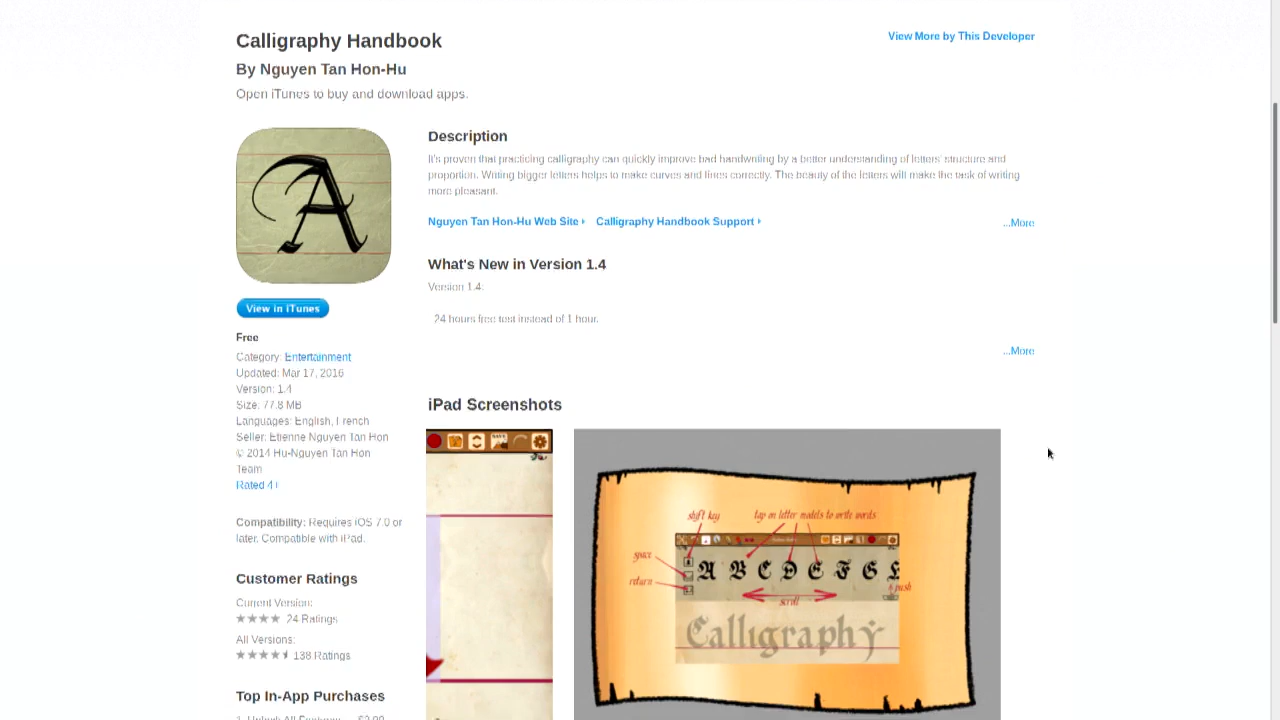 Calligraphy Handbook
View More by This Developer
By Nguyen Tan Hon-Hu
Open iTunes to buy and download apps.
Description
It's proven that practicing calligraphy can quickly improve bad handwriting by a better understanding of letters' structure and
proportion. Writing bigger letters helps to make curves and lines correctly. The beauty of the letters will make the task of writing
more pleasant.
Nguyen Tan Hon-Hu Web Site
Calligraphy Handbook Support
...More
What's New in Version 1.4
Version 1.4:
24 hours free test instead of 1 hour.
...More
A
View in iTunes
Free
Category: Entertainment
Updated: Mar 17, 2016
Version: 1.4
Size: 77.8 MB
Languages: English, French
Seller: Etienne Nguyen Tan Hon
© 2014 Hu-Nguyen Tan Hon
Team
Rated 4+
Compatibility: Requires iOS 7.0 or
later. Compatible with iPad.
Customer Ratings
Current Version:
24 Ratings
All Versions:
138 Ratings
Top In-App Purchases
iPad Screenshots
shift key
tap on letter models to write words
space
return
A B C D E F G
push
scroll
Calligraphy